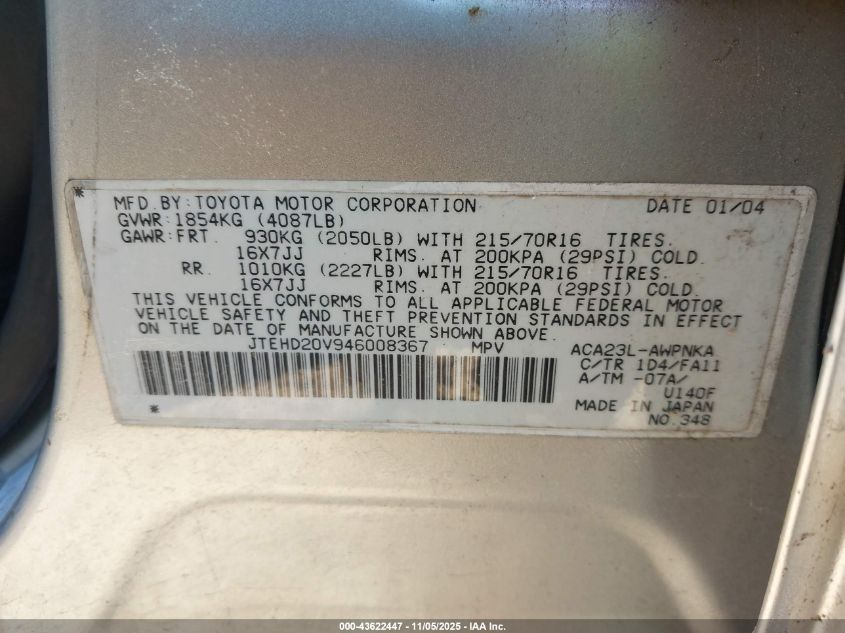 MFD.BY:TOYOTA MOTOR CORPORATION DATE 01/04
GVWR:1854KG (4087LB)
GAWR:FRT. 930KG (2050LB) WITH 215/70R16 TIRES.
16X7JJ RIMS. AT 200KPA (29PSI) COLD.
RR. 1010KG (2227LB) WITH 215/70R16 TIRES.
16X7JJ RIMS. AT 200KPA (29PSI) COLD.
THIS VEHICLE CONFORMS TO ALL APPLICABLE FEDERAL MOTOR
VEHICLE SAFETY AND THEFT PREVENTION STANDARDS IN EFFECT
ON THE DATE OF MANUFACTURE SHOWN ABOVE.
JTEHD20V946008367 MPV ACA23L-AWPNKA
C/TR 1D4/FA11
A/TM -07A/
U140F
MADE IN JAPAN
NO.348
000-43622447 - 11/05/2025 - IAA Inc.